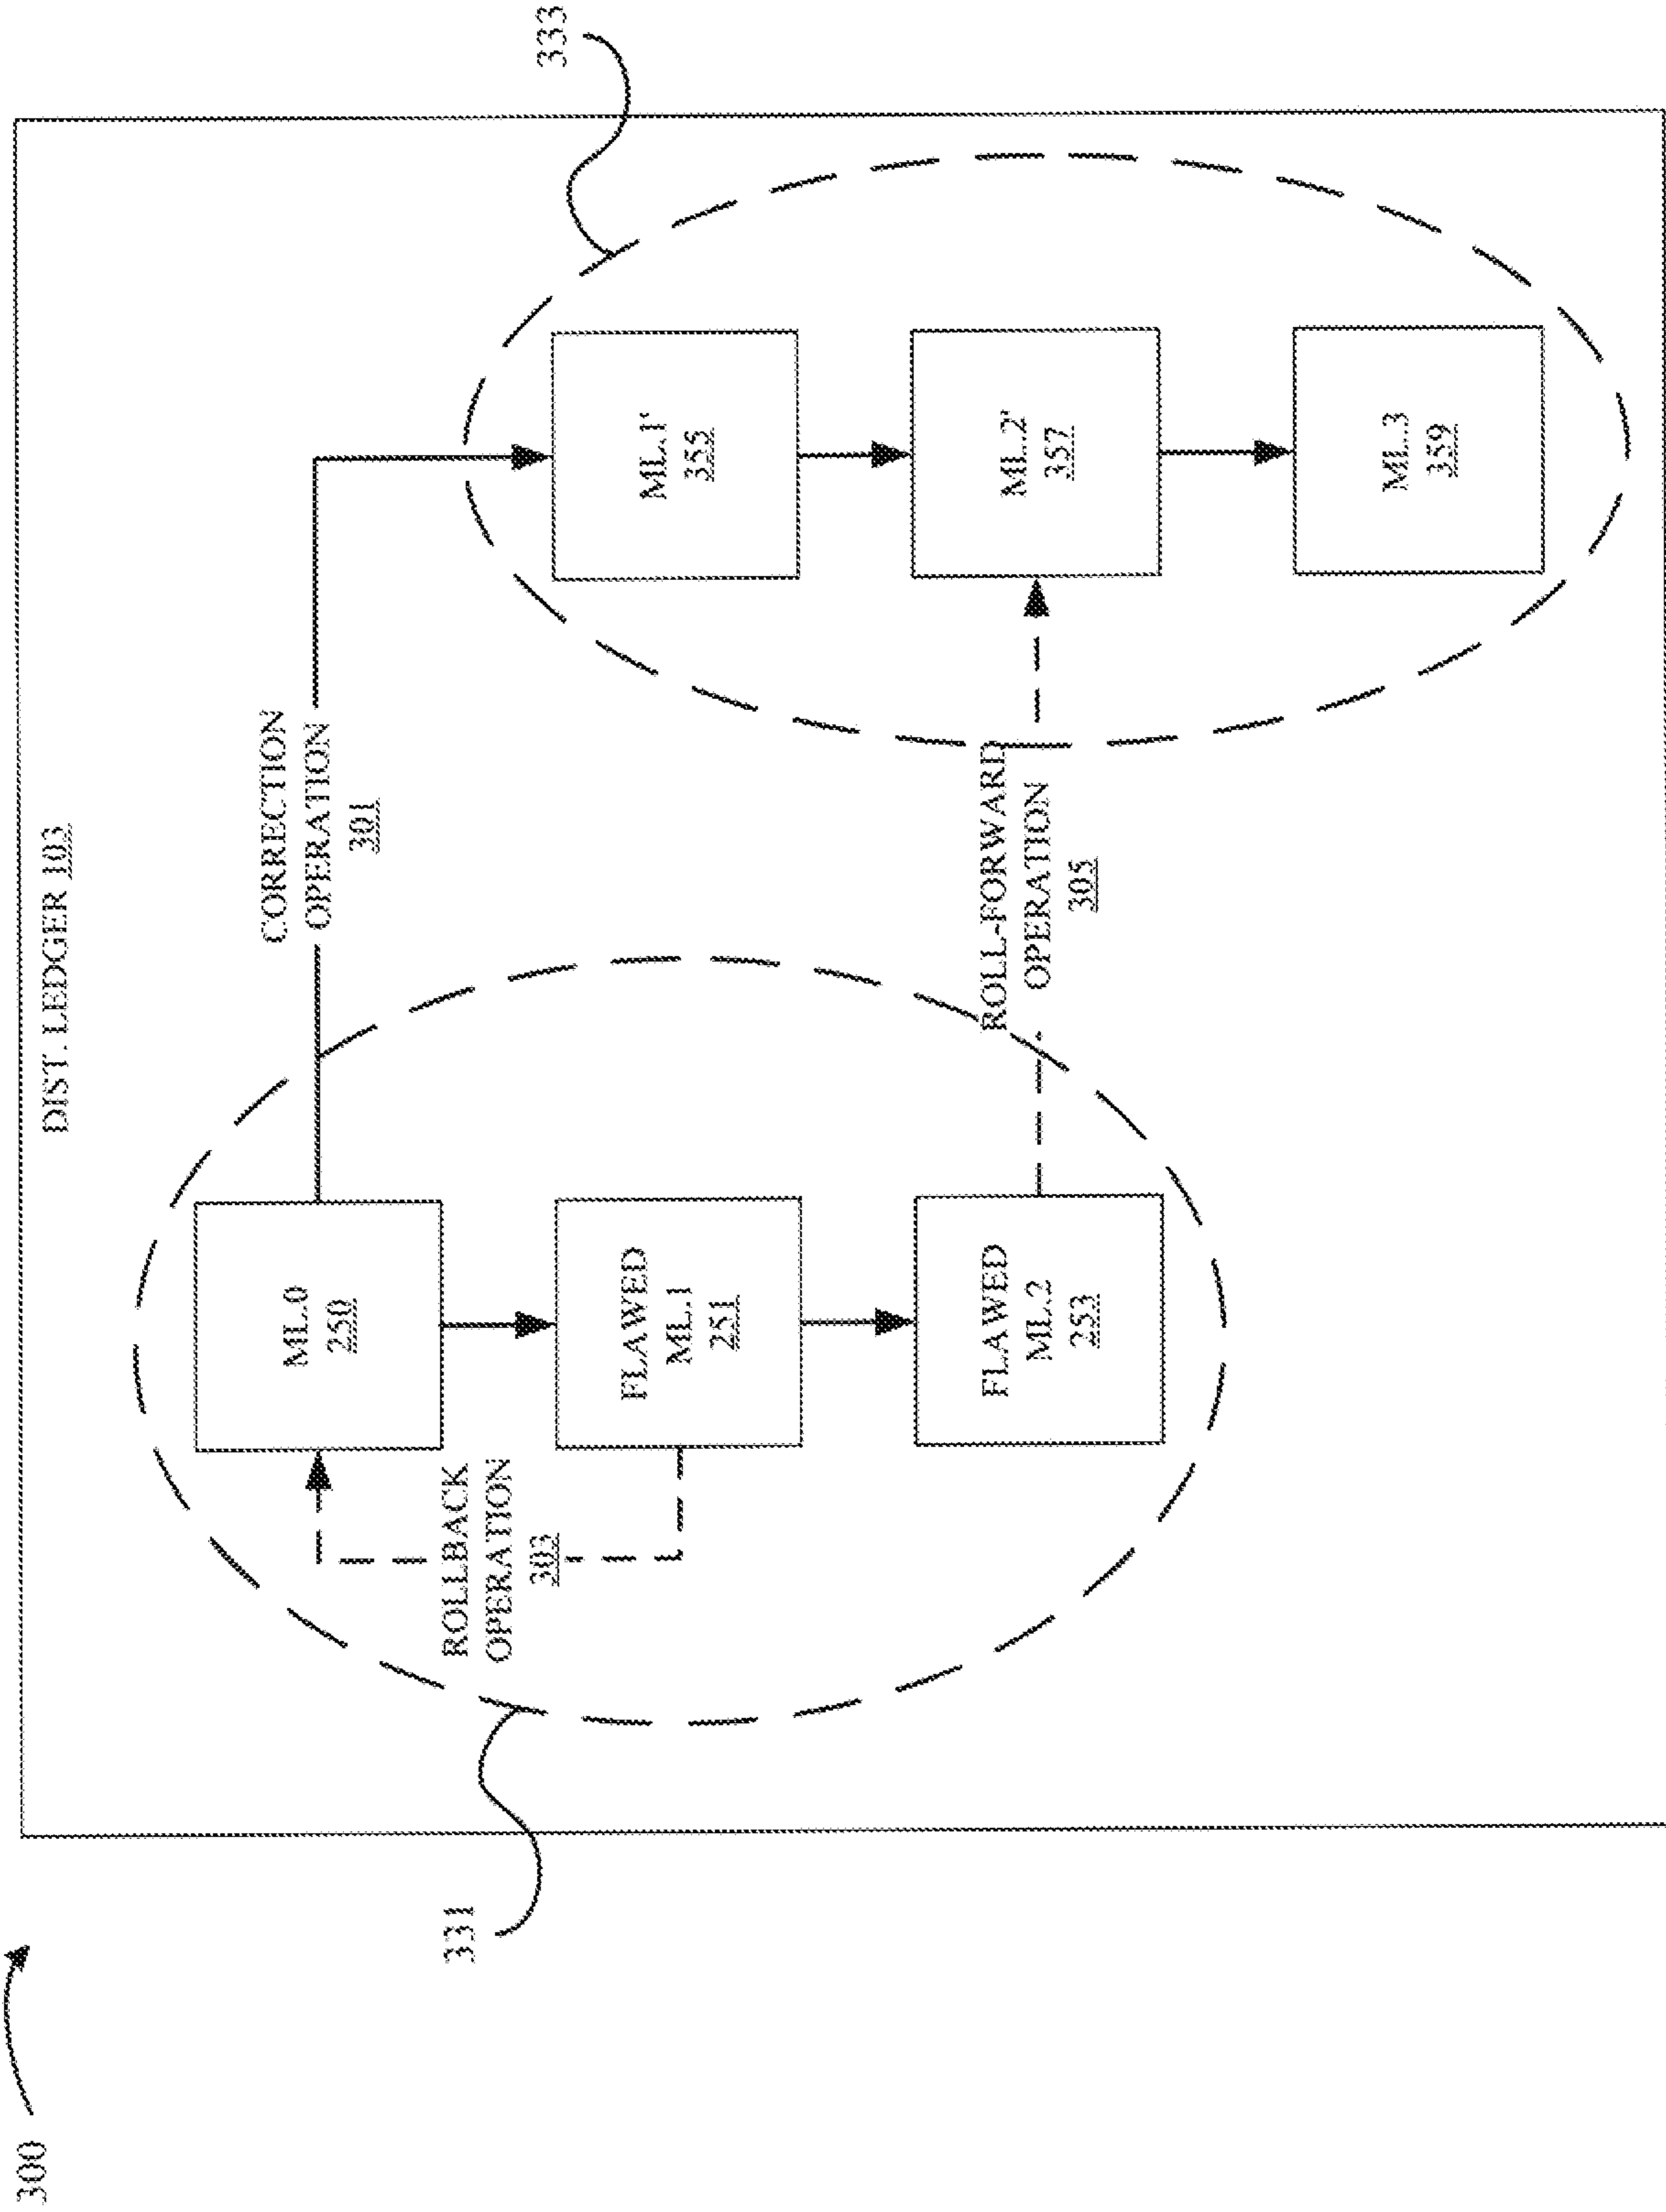 300
DIST. LEDGER 103
331
333
ML.0
250
ROLLBACK
OPERATION
303
FLAWED
ML.1
251
FLAWED
ML.2
253
CORRECTION
OPERATION
301
ROLL-FORWARD
OPERATION
305
ML.1'
355
ML.2'
357
ML.3
359